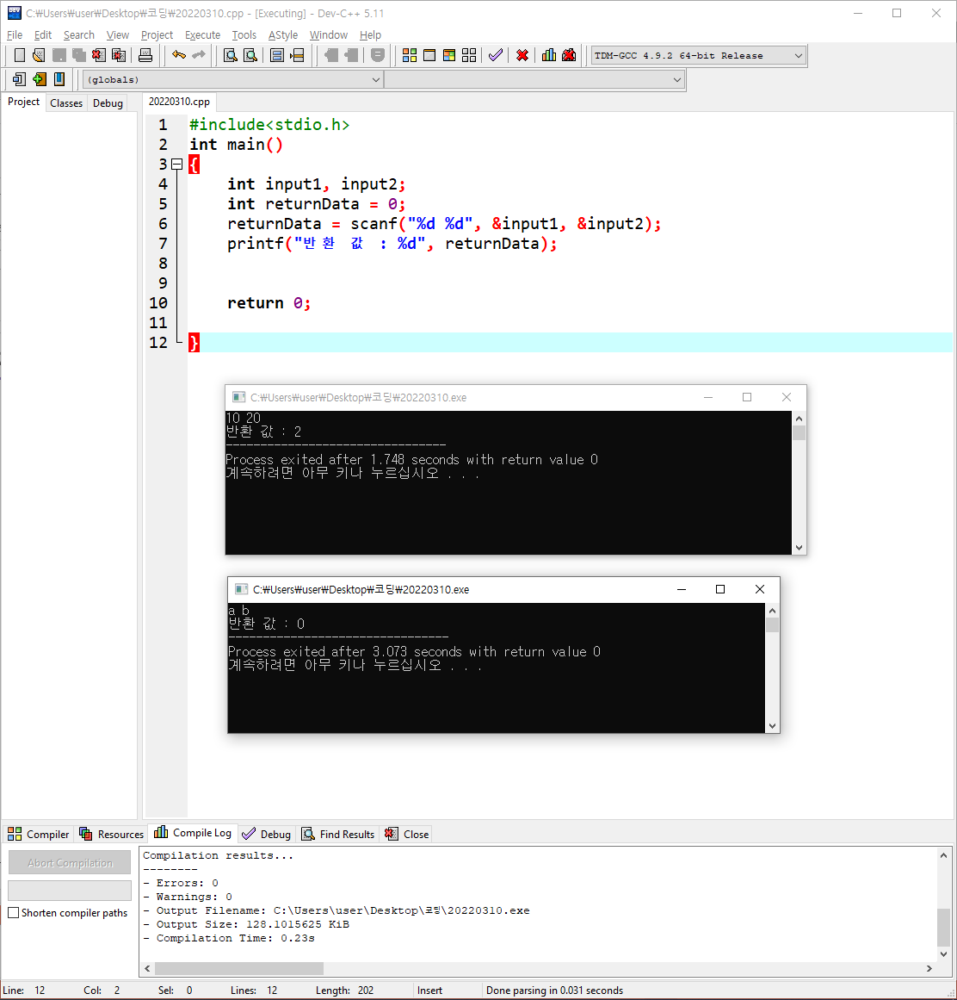 C:₩Users₩user₩Desktop₩코딩₩20220310.cpp - [Executing] - Dev-C++ 5.11
File Edit Search View Project Execute Tools AStyle Window Help
TDM-GCC 4.9.2 64-bit Release
(globals)
Project Classes Debug
20220310.cpp
1 #include<stdio.h>
2 int main()
3 {
4 int input1, input2;
5 int returnData = 0;
6 returnData = scanf("%d %d", &input1, &input2);
7 printf("반환 값 : %d", returnData);
8
9
10 return 0;
11
12 }
C:₩Users₩user₩Desktop₩코딩₩20220310.exe
10 20
반환 값 : 2
--------------------------------
Process exited after 1.748 seconds with return value 0
계속하려면 아무 키나 누르십시오 . . .
C:₩Users₩user₩Desktop₩코딩₩20220310.exe
a b
반환 값 : 0
--------------------------------
Process exited after 3.073 seconds with return value 0
계속하려면 아무 키나 누르십시오 . . .
Compiler Resources Compile Log Debug Find Results Close
Abort Compilation
Shorten compiler paths
Compilation results...
--------
- Errors: 0
- Warnings: 0
- Output Filename: C:\Users\user\Desktop\코딩\20220310.exe
- Output Size: 128.1015625 KiB
- Compilation Time: 0.23s
Line: 12 Col: 2 Sel: 0 Lines: 12 Length: 202 Insert Done parsing in 0.031 seconds